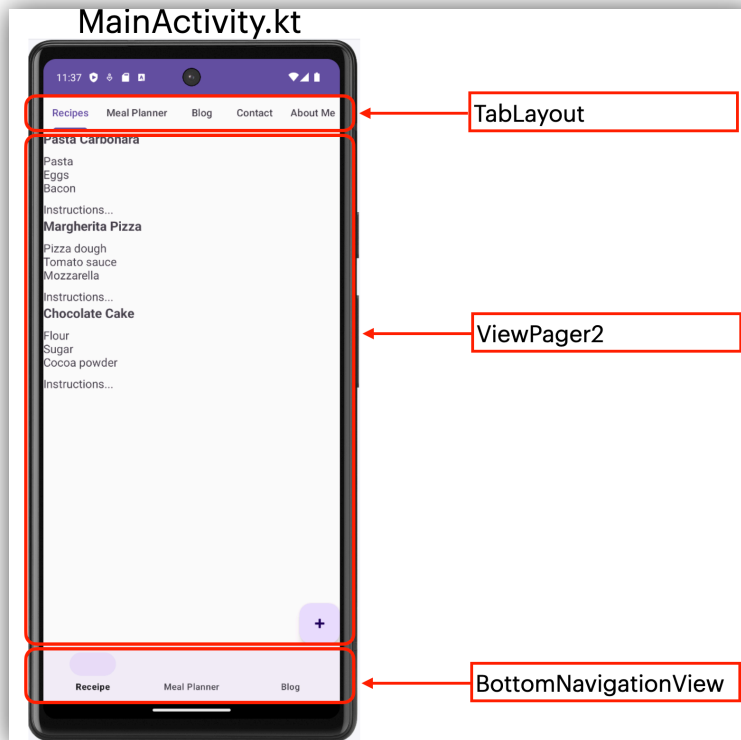 MainActivity.kt
11:37
Recipes Meal Planner Blog Contact About Me
TabLayout
Pasta Carbonara
Pasta
Eggs
Bacon
Instructions...
Margherita Pizza
Pizza dough
Tomato sauce
Mozzarella
Instructions...
Chocolate Cake
ViewPager2
Flour
Sugar
Cocoa powder
Instructions...
+
Receipe Meal Planner Blog
BottomNavigationView